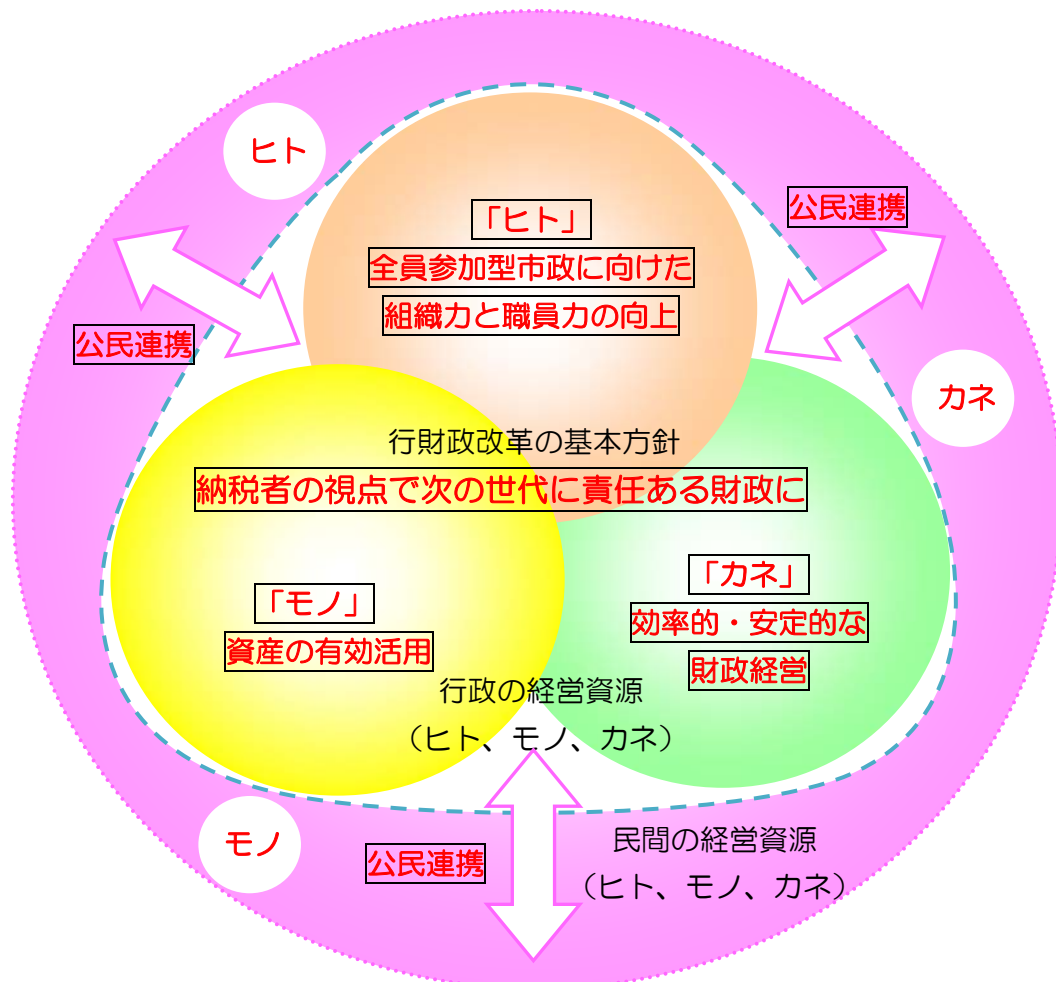 ヒト
「ヒト」
全員参加型市政に向けた
組織力と職員力の向上
公民連携
公民連携
カネ
行財政改革の基本方針
納税者の視点で次の世代に責任ある財政に
「モノ」
資産の有効活用
「カネ」
効率的・安定的な
財政経営
行政の経営資源
（ヒト、モノ、カネ）
モノ
公民連携
民間の経営資源
（ヒト、モノ、カネ）